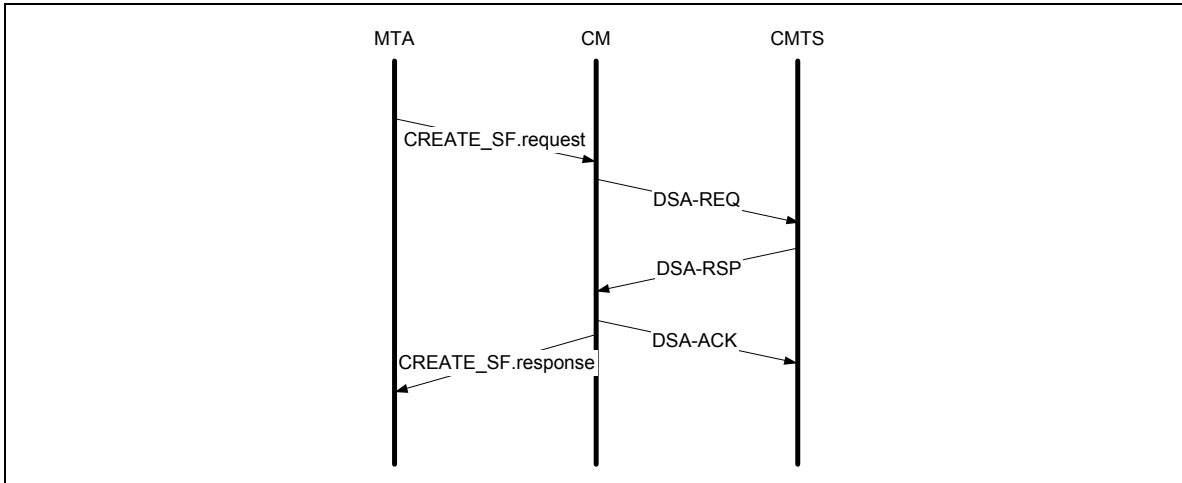 MTA
CM
CMTS
CREATE_SF.request
DSA-REQ
DSA-RSP
DSA-ACK
CREATE_SF.response